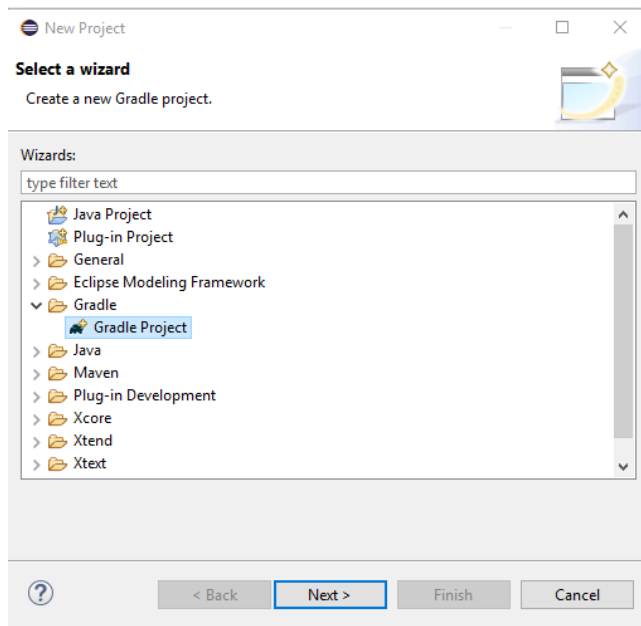 New Project
Select a wizard
Create a new Gradle project.
Wizards:
type filter text
Java Project
Plug-in Project
General
Eclipse Modeling Framework
Gradle
Gradle Project
Java
Maven
Plug-in Development
Xcore
Xtend
Xtext
? < Back Next > Finish Cancel